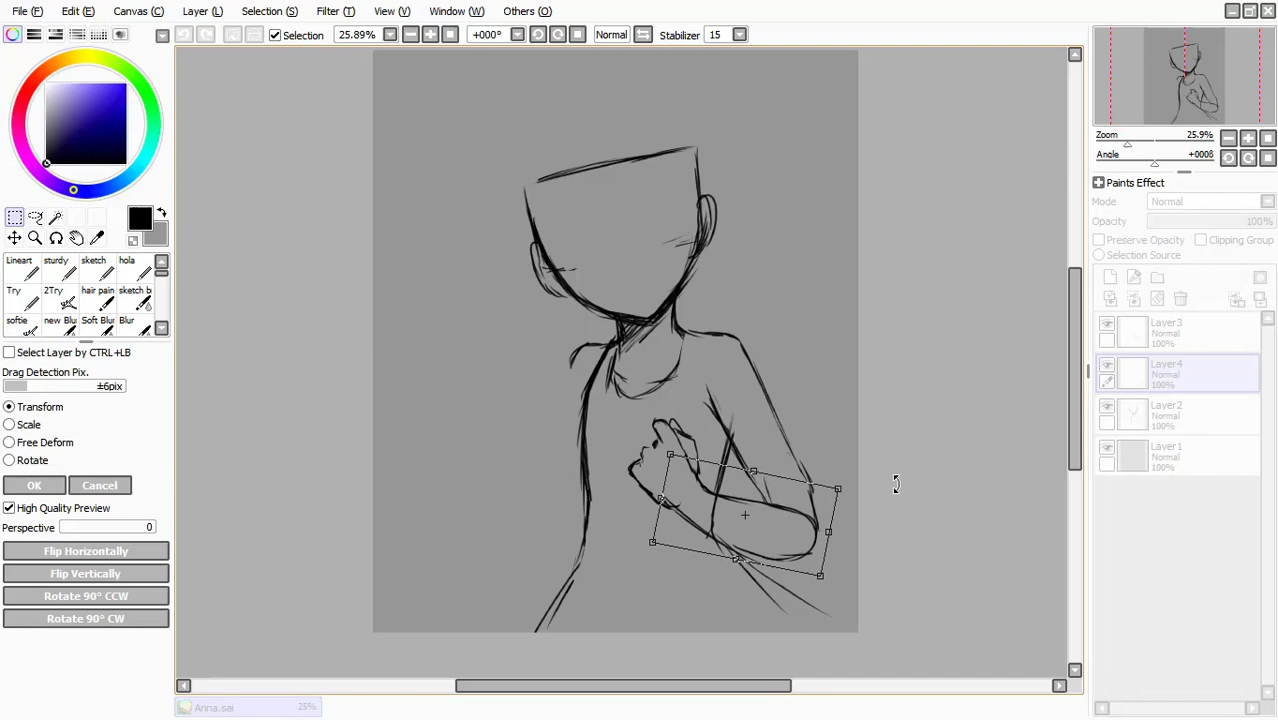 File (F) Edit (E) Canvas (C) Layer (L) Selection (S) Filter (T) View (V) Window (W) Others (O)
Selection 25.89% +000° Normal Stabilizer 15
Zoom 25.9%
Angle +0008
Paints Effect
Mode Normal
Opacity 100%
Preserve Opacity Clipping Group
Selection Source
Lineart sturdy sketch hola
Try 2Try hair pain sketch b
softie new Blur Soft Blur Blur
Select Layer by CTRL+LB
Drag Detection Pix.
±6pix
Transform
Scale
Free Deform
Rotate
OK Cancel
High Quality Preview
Perspective 0
Flip Horizontally
Flip Vertically
Rotate 90° CCW
Rotate 90° CW
Layer3
Normal
100%
Layer4
Normal
100%
Layer2
Normal
100%
Layer1
Normal
100%
Anna.sai 25%